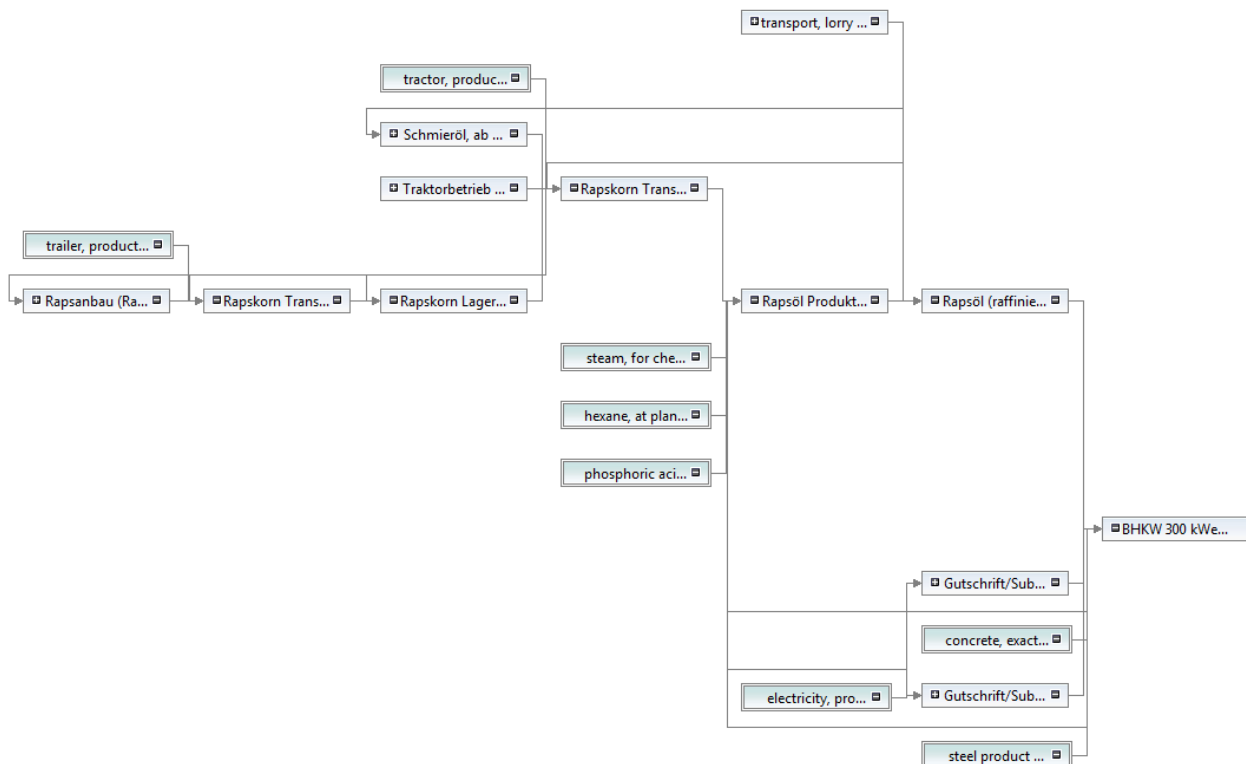 transport, lorry ...
tractor, produc...
Schmieröl, ab ...
Traktorbetrieb ...
Rapskorn Trans...
trailer, product...
Rapsanbau (Ra...
Rapskorn Trans...
Rapskorn Lager...
Rapsöl Produkt...
Rapsöl (raffinie...
steam, for che...
hexane, at plan...
phosphoric aci...
BHKW 300 kWe...
Gutschrift/Sub...
concrete, exact...
electricity, pro...
Gutschrift/Sub...
steel product ...